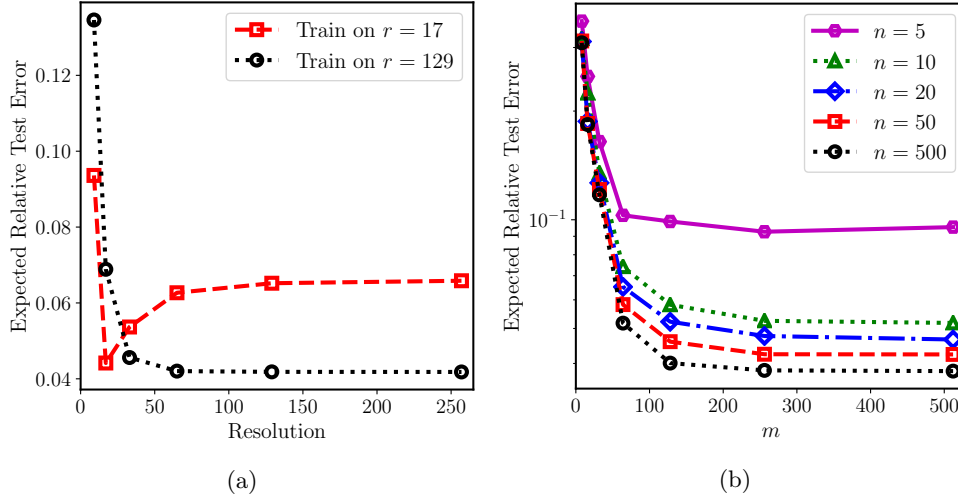 Train on r = 17
Train on r = 129
Expected Relative Test Error
0.12
0.10
0.08
0.06
0.04
0 50 100 150 200 250
Resolution
(a)
n = 5
n = 10
n = 20
n = 50
n = 500
Expected Relative Test Error
10⁻¹
0 100 200 300 400 500
m
(b)